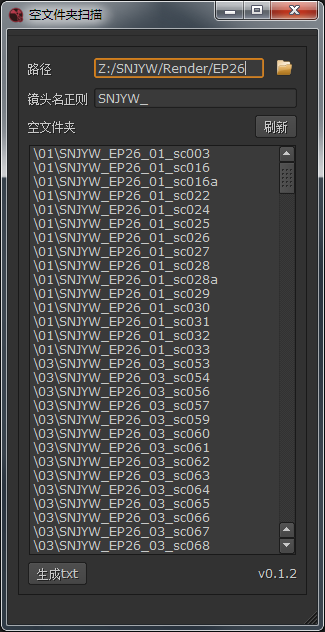 空文件夹扫描
路径 Z:/SNJYW/Render/EP26
镜头名正则 SNJYW_
空文件夹 刷新
\01\SNJYW_EP26_01_sc003
\01\SNJYW_EP26_01_sc016
\01\SNJYW_EP26_01_sc016a
\01\SNJYW_EP26_01_sc022
\01\SNJYW_EP26_01_sc024
\01\SNJYW_EP26_01_sc025
\01\SNJYW_EP26_01_sc026
\01\SNJYW_EP26_01_sc027
\01\SNJYW_EP26_01_sc028
\01\SNJYW_EP26_01_sc028a
\01\SNJYW_EP26_01_sc029
\01\SNJYW_EP26_01_sc030
\01\SNJYW_EP26_01_sc031
\01\SNJYW_EP26_01_sc032
\01\SNJYW_EP26_01_sc033
\03\SNJYW_EP26_03_sc053
\03\SNJYW_EP26_03_sc054
\03\SNJYW_EP26_03_sc056
\03\SNJYW_EP26_03_sc057
\03\SNJYW_EP26_03_sc059
\03\SNJYW_EP26_03_sc060
\03\SNJYW_EP26_03_sc061
\03\SNJYW_EP26_03_sc062
\03\SNJYW_EP26_03_sc063
\03\SNJYW_EP26_03_sc064
\03\SNJYW_EP26_03_sc065
\03\SNJYW_EP26_03_sc066
\03\SNJYW_EP26_03_sc067
\03\SNJYW_EP26_03_sc068
生成txt v0.1.2